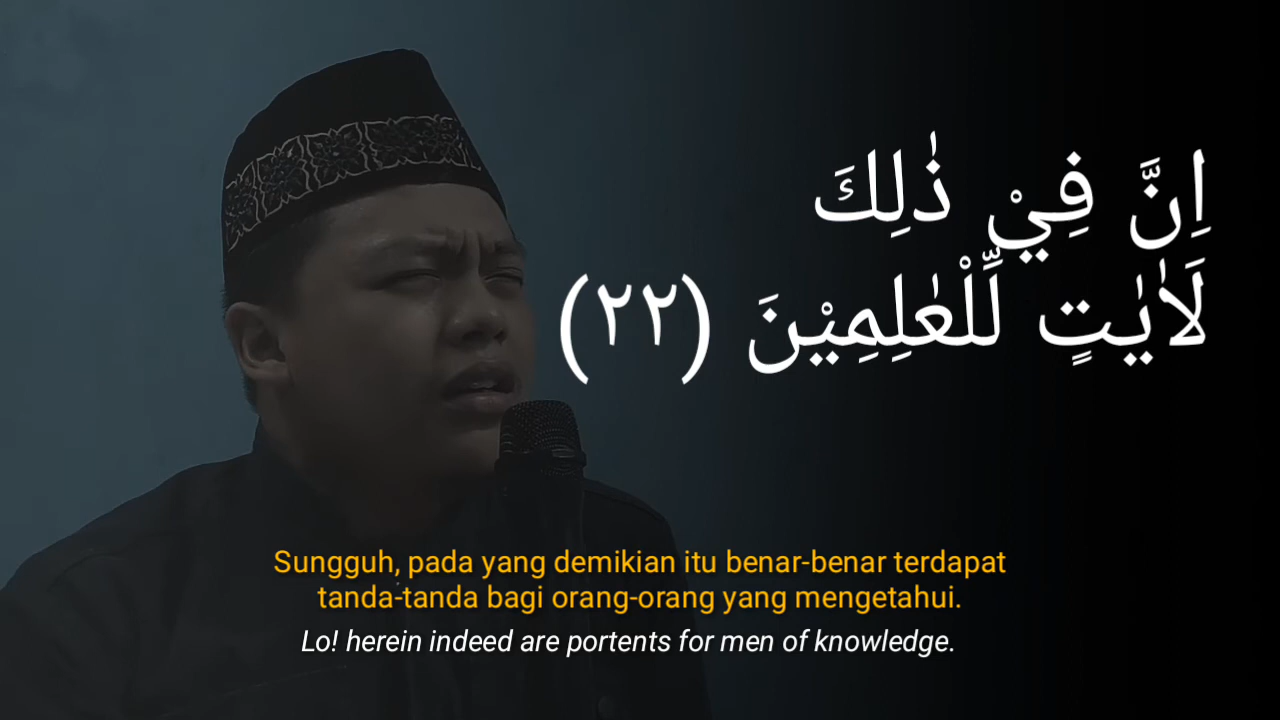 اِنَّ فِيْ ذٰلِكَ
لَاٰيٰتٍ لِّلْعٰلِمِيْنَ (٢٢)
Sungguh, pada yang demikian itu benar-benar terdapat
tanda-tanda bagi orang-orang yang mengetahui.
Lo! herein indeed are portents for men of knowledge.